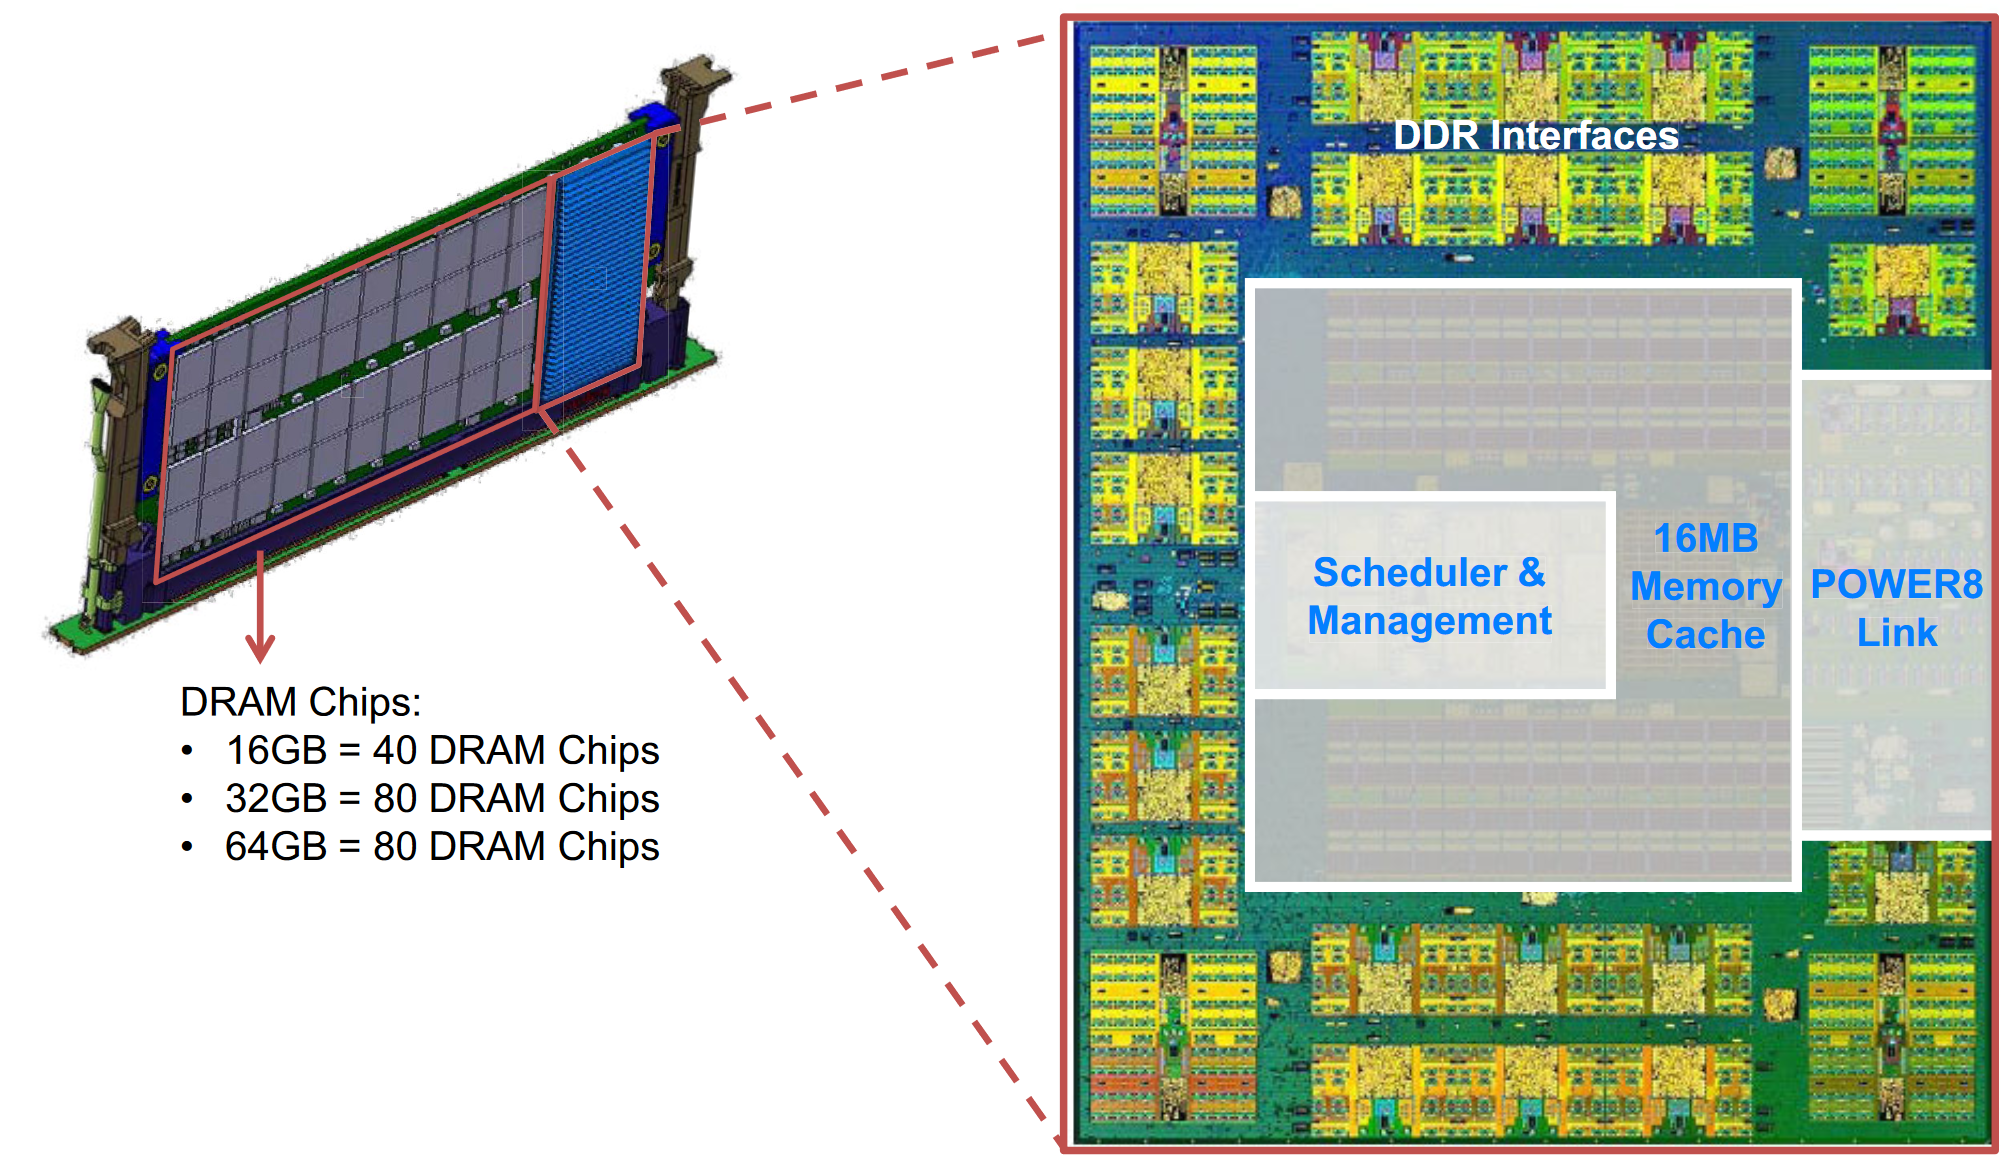 DRAM Chips:
• 16GB = 40 DRAM Chips
• 32GB = 80 DRAM Chips
• 64GB = 80 DRAM Chips
DDR Interfaces
Scheduler &
Management
16MB
Memory
Cache
POWER8
Link